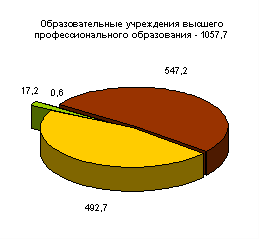 Образовательные учреждения высшего
профессионального образования - 1057,7
547,2
17,2
0,6
492,7